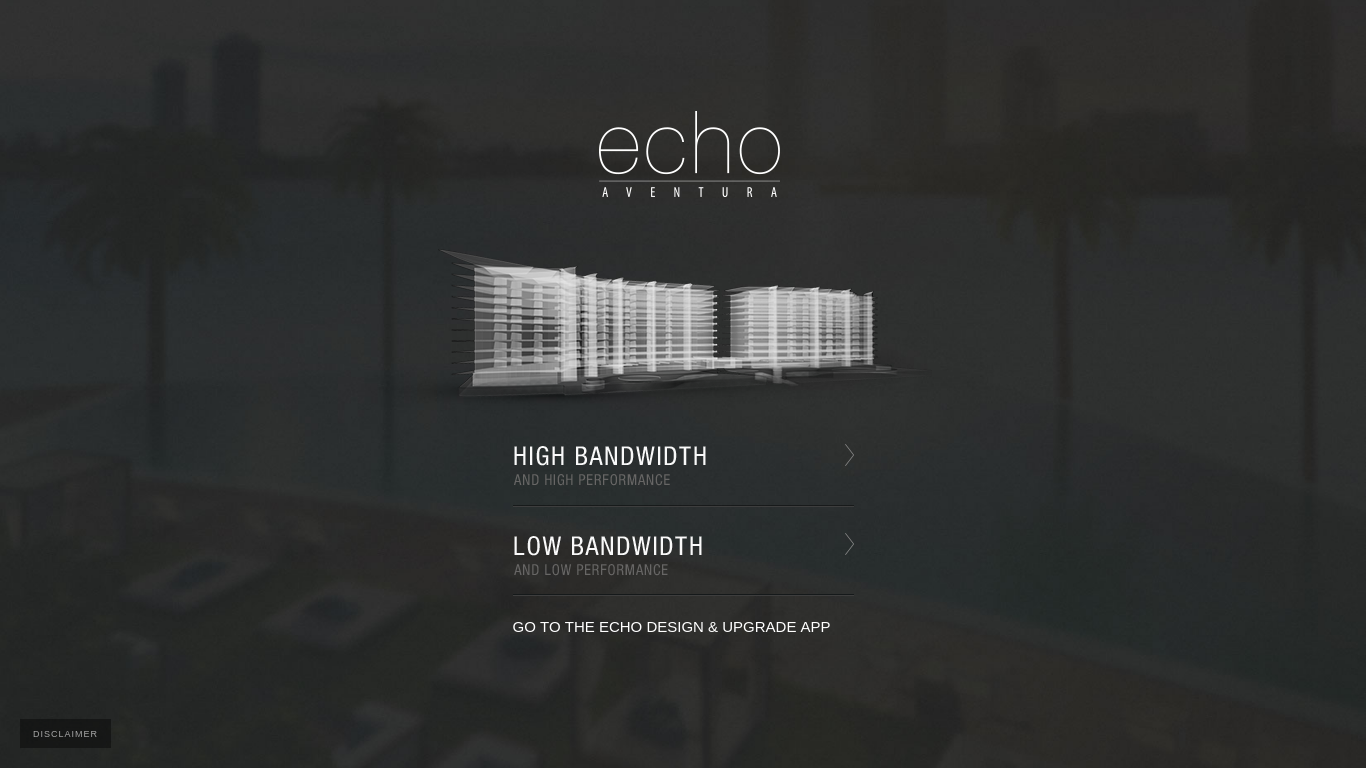 echo
AVENTURA
HIGH BANDWIDTH
AND HIGH PERFORMANCE
LOW BANDWIDTH
AND LOW PERFORMANCE
GO TO THE ECHO DESIGN & UPGRADE APP
DISCLAIMER